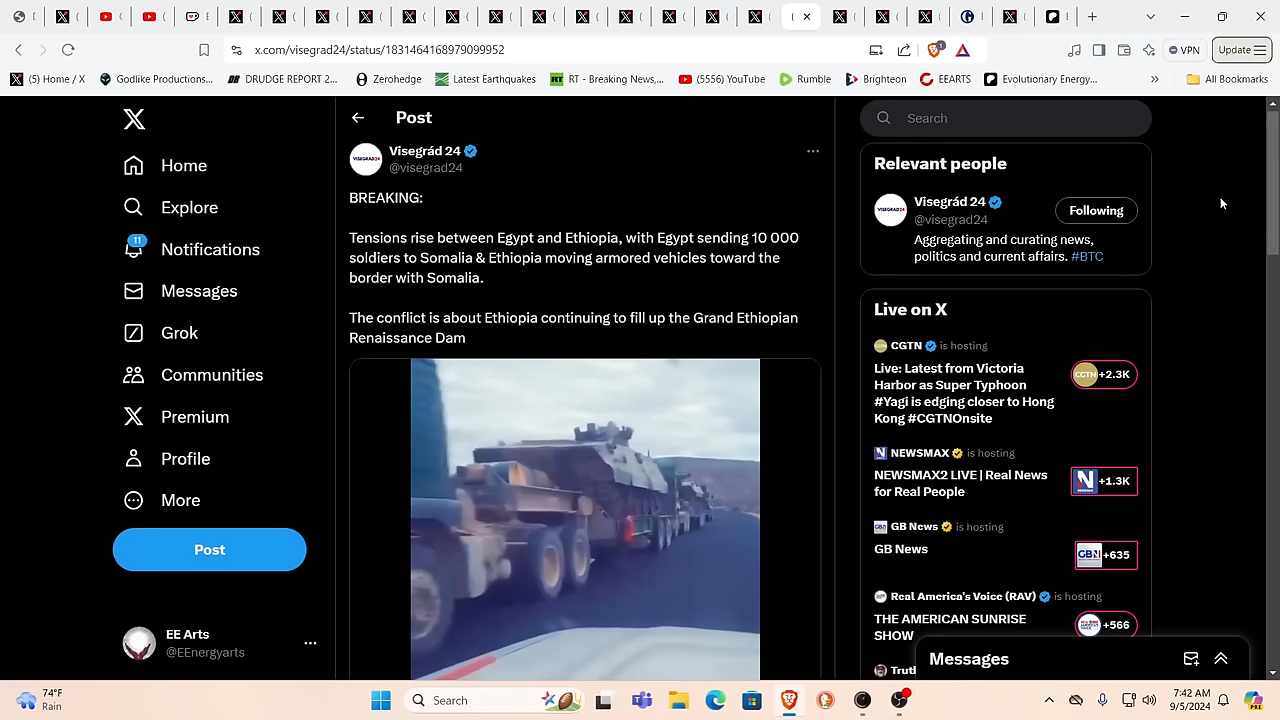 x.com/visegrad24/status/1831464168979099952
VPN
Update
(5) Home / X
Godlike Productions...
DRUDGE REPORT 2...
Zerohedge
Latest Earthquakes
RT - Breaking News,...
(5556) YouTube
Rumble
Brighteon
EEARTS
Evolutionary Energy...
All Bookmarks
Home
Explore
11
Notifications
Messages
Grok
Communities
Premium
Profile
More
Post
EE Arts
@EEnergyarts
Post
VISEGRAD24
Visegrád 24
@visegrad24
BREAKING:
Tensions rise between Egypt and Ethiopia, with Egypt sending 10 000
soldiers to Somalia & Ethiopia moving armored vehicles toward the
border with Somalia.
The conflict is about Ethiopia continuing to fill up the Grand Ethiopian
Renaissance Dam
Search
Relevant people
VISEGRAD24
Visegrád 24
@visegrad24
Following
Aggregating and curating news,
politics and current affairs. #BTC
Live on X
CGTN is hosting
Live: Latest from Victoria
Harbor as Super Typhoon
#Yagi is edging closer to Hong
Kong #CGTNOnsite
CGTN +2.3K
NEWSMAX is hosting
NEWSMAX2 LIVE | Real News
for Real People
+1.3K
GB News is hosting
GB News
GBN +635
Real America's Voice (RAV) is hosting
THE AMERICAN SUNRISE
SHOW
+566
Messages
74°F
Rain
Search
7:42 AM
9/5/2024